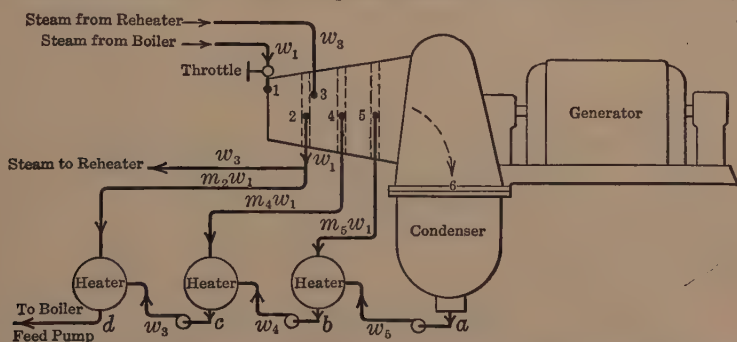 Steam from Reheater
Steam from Boiler
w₃
w₁
Throttle
1
3
2
4
5
Generator
w₃
w₁
Steam to Reheater
m₂w₁
m₄w₁
m₅w₁
6
Condenser
Heater
Heater
Heater
To Boiler
Feed Pump
d
w₃
c
w₄
b
w₅
a